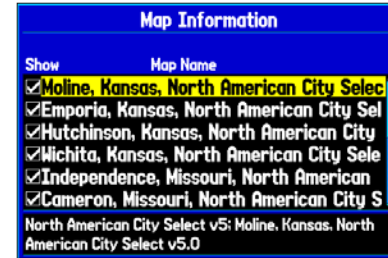 Map Information
Show Map Name
Moline, Kansas, North American City Selec
Emporia, Kansas, North American City Sel
Hutchinson, Kansas, North American City
Wichita, Kansas, North American City Sele
Independence, Missouri, North American
Cameron, Missouri, North American City S
North American City Select v5; Moline, Kansas, North
American City Select v5.0